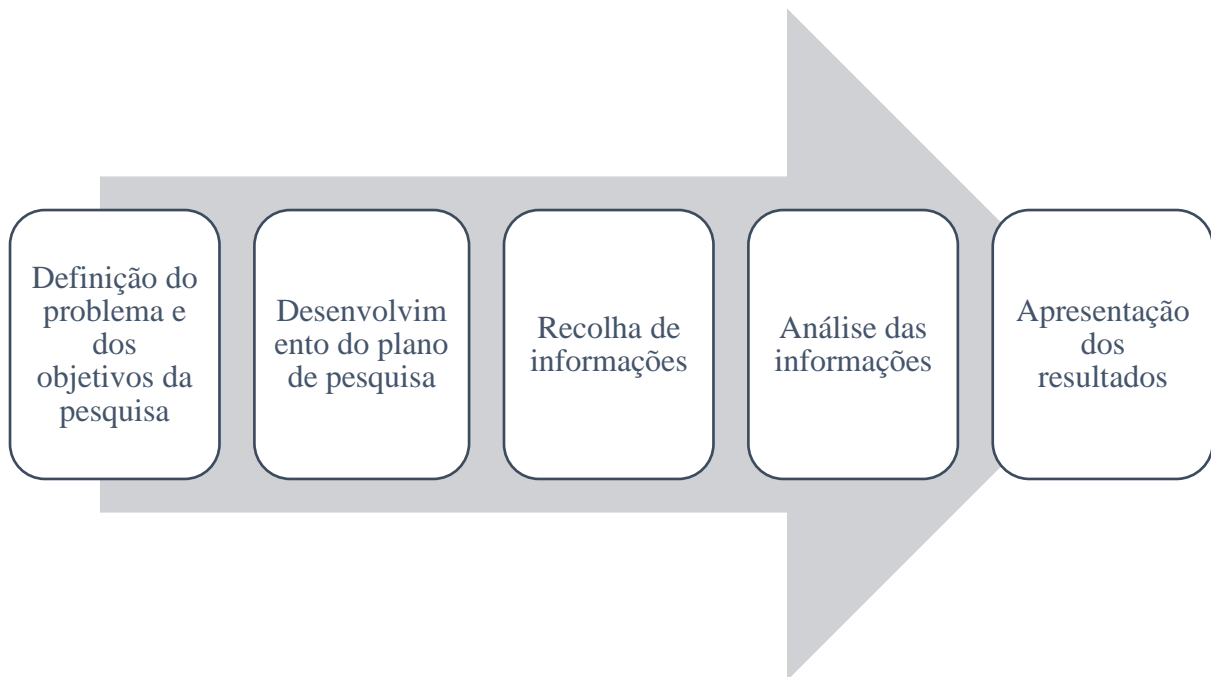 Definição do
problema e
dos
objetivos da
pesquisa
Desenvolvim
ento do plano
de pesquisa
Recolha de
informações
Análise das
informações
Apresentação
dos
resultados